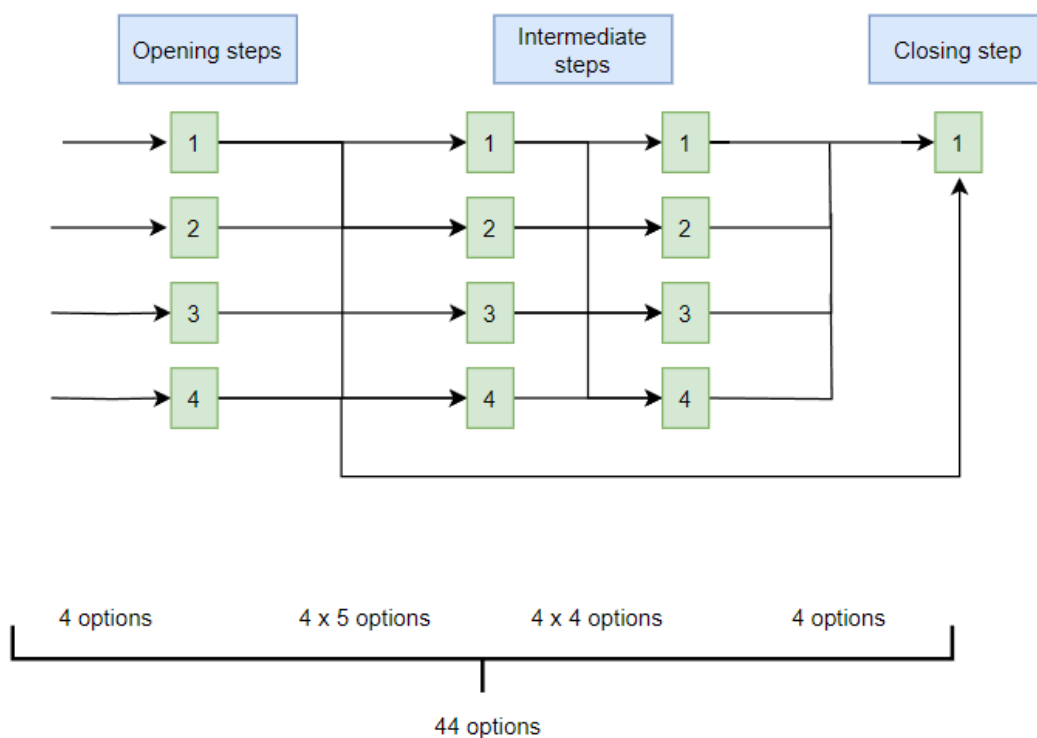 Opening steps
Intermediate
steps
Closing step
1
1
1
1
2
2
2
3
3
3
4
4
4
4 options
4 x 5 options
4 x 4 options
4 options
44 options